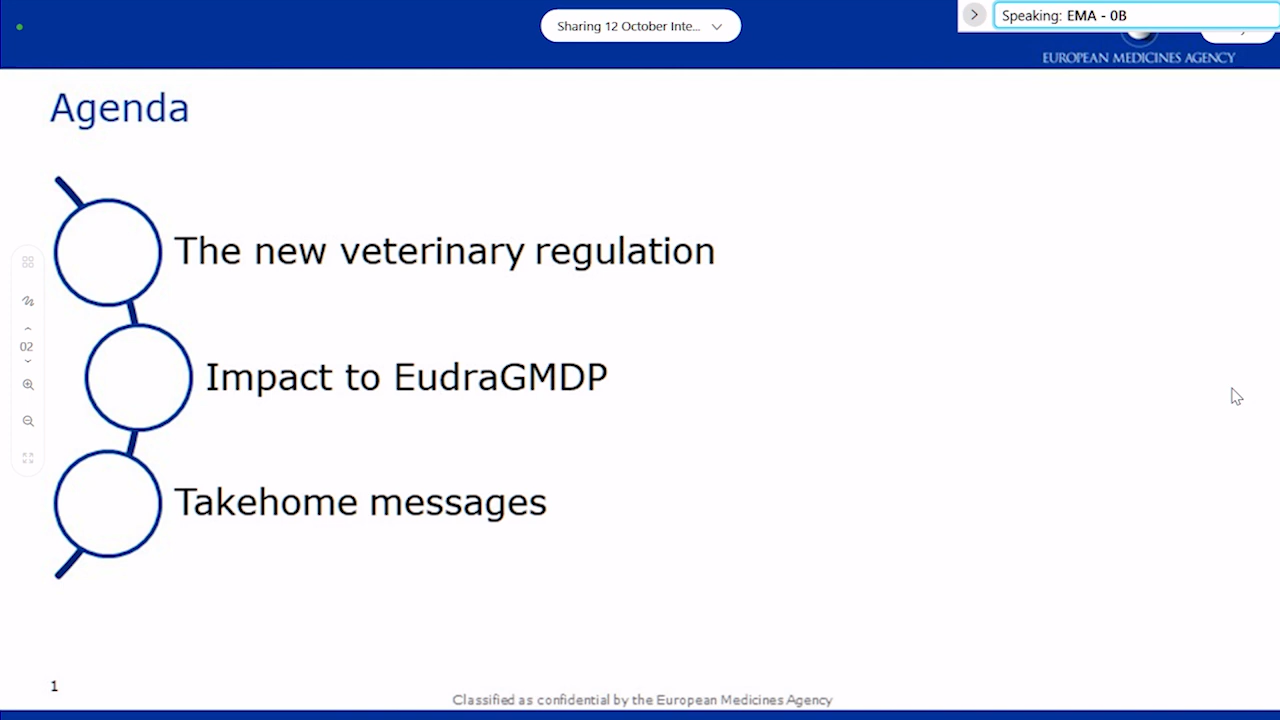 Sharing 12 October Inte...
Speaking: EMA - 0B
EUROPEAN MEDICINES AGENCY
Agenda
The new veterinary regulation
Impact to EudraGMDP
Takehome messages
02
1
Classified as confidential by the European Medicines Agency